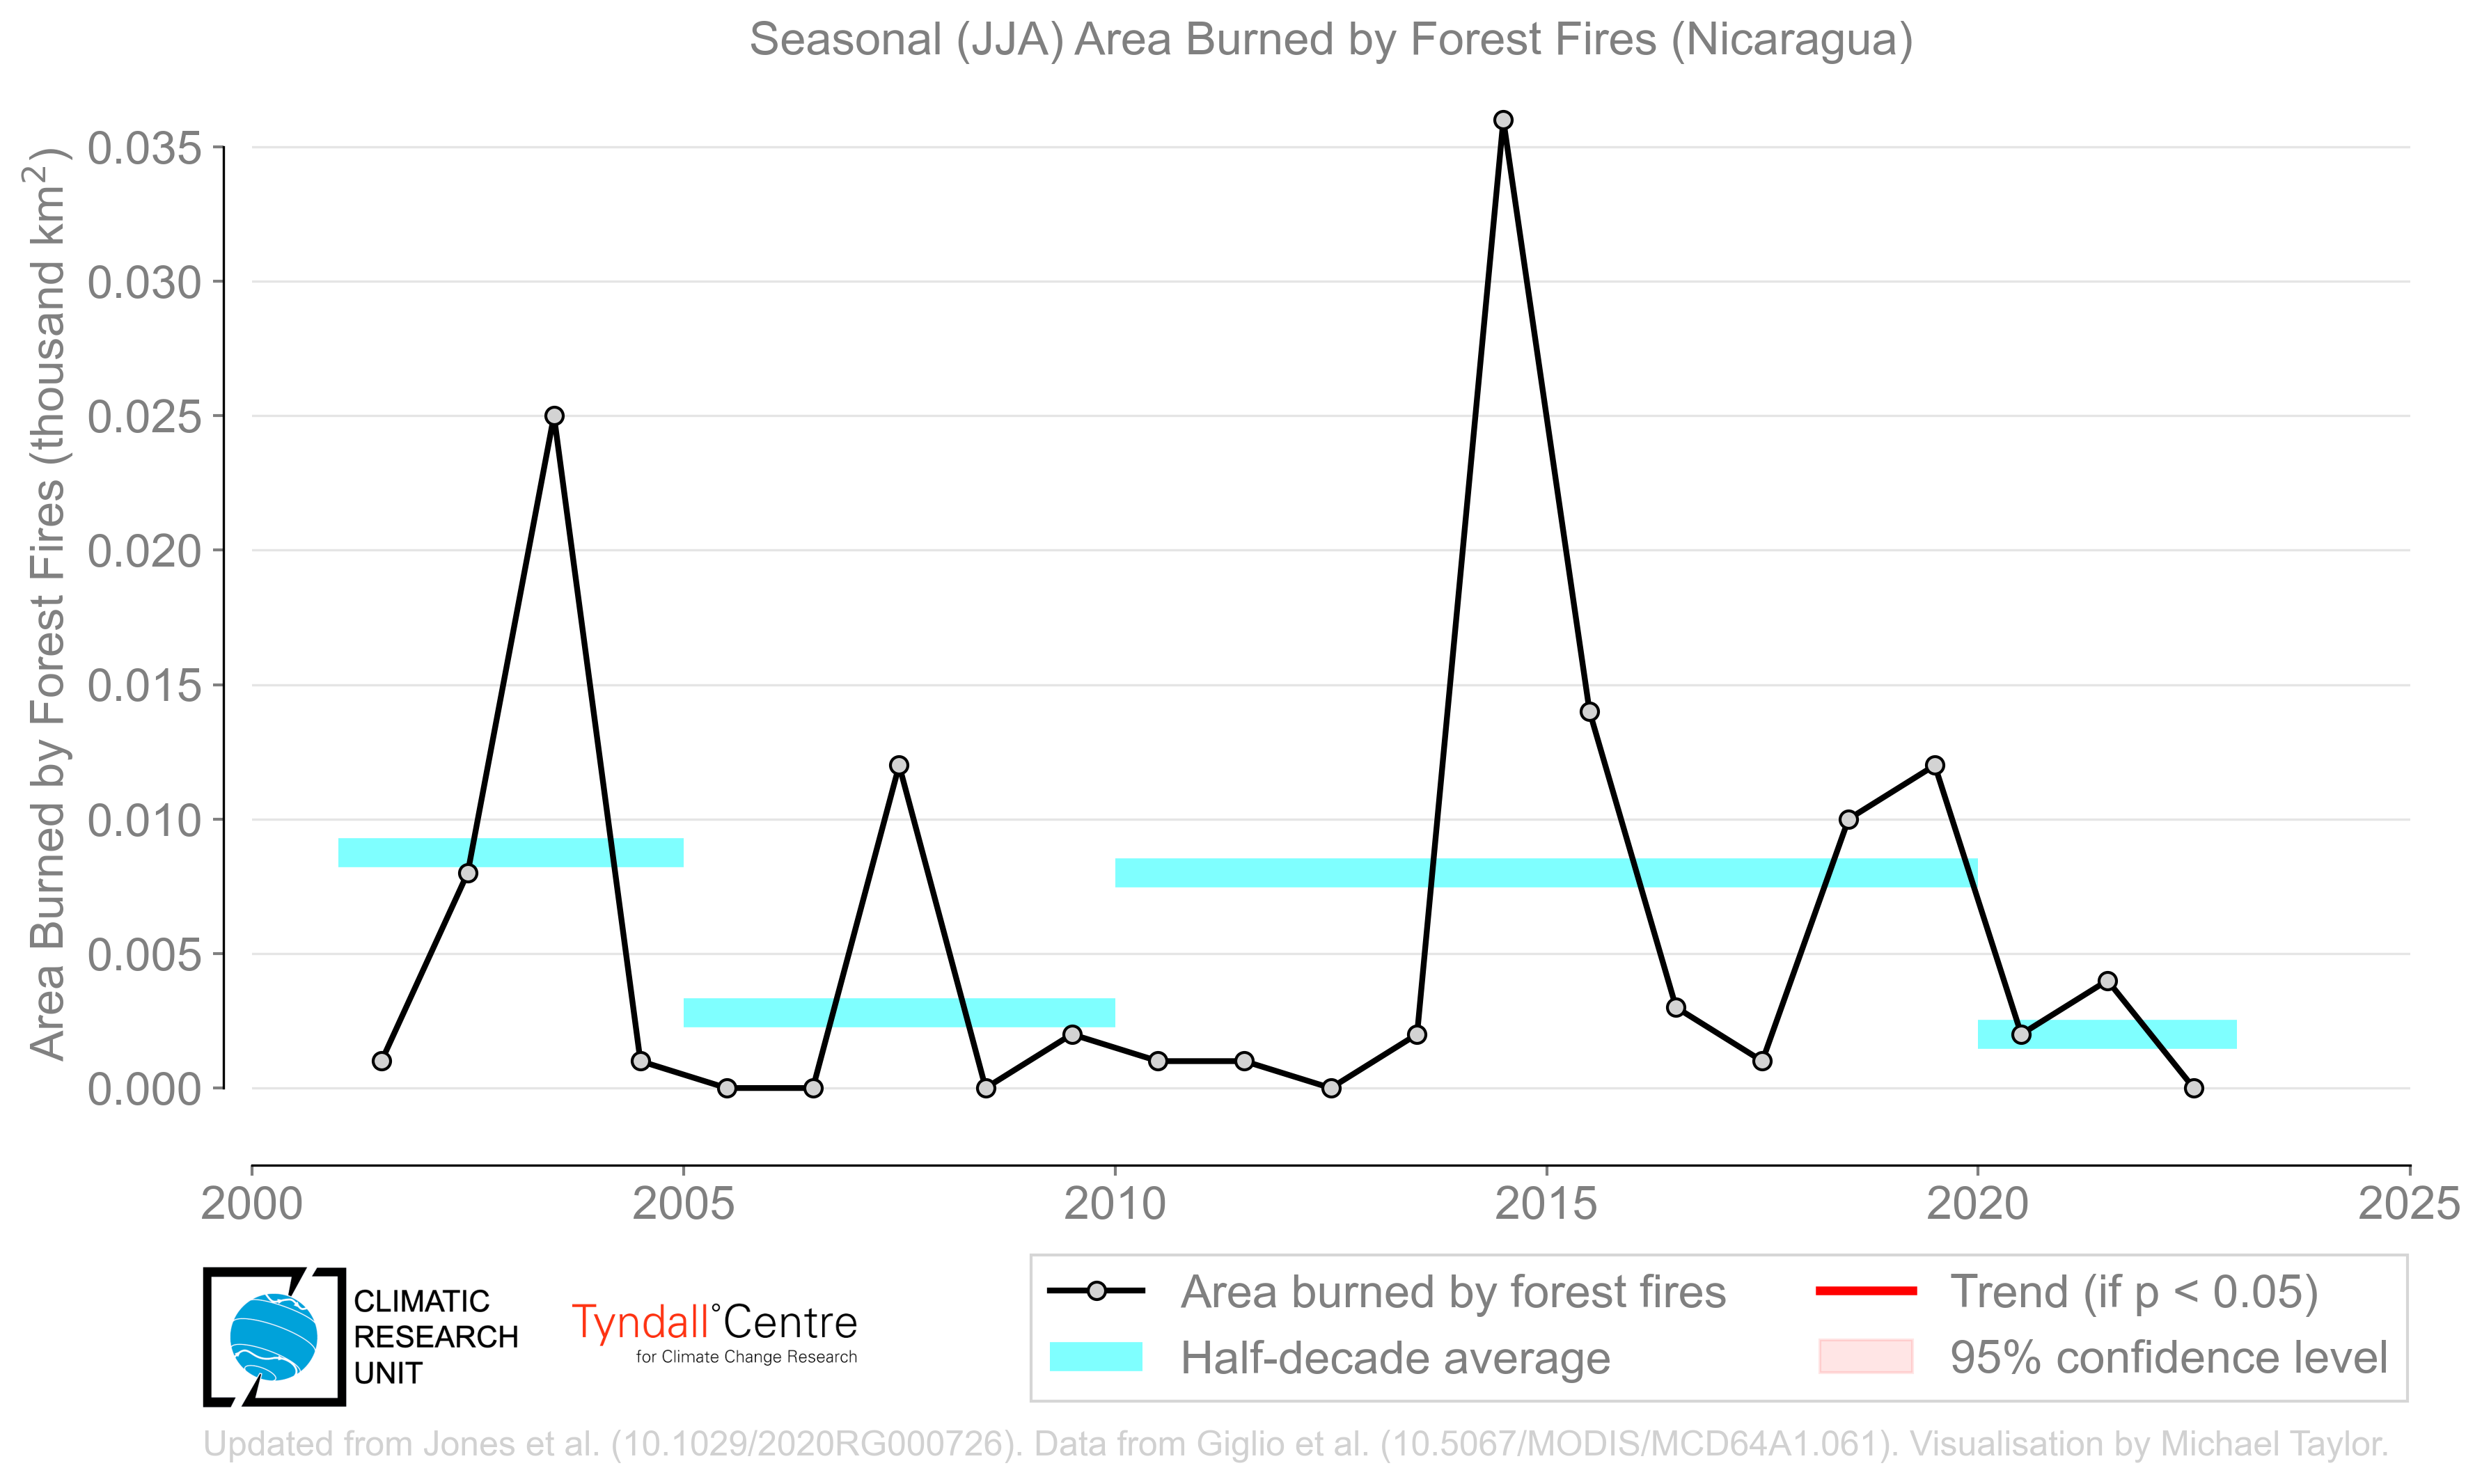 Seasonal (JJA) Area Burned by Forest Fires (Nicaragua)
Area Burned by Forest Fires (thousand km²)
0.035
0.030
0.025
0.020
0.015
0.010
0.005
0.000
2000 2005 2010 2015 2020 2025
CLIMATIC
RESEARCH
UNIT
Tyndall°Centre
for Climate Change Research
Area burned by forest fires
Half-decade average
Trend (if p < 0.05)
95% confidence level
Updated from Jones et al. (10.1029/2020RG000726). Data from Giglio et al. (10.5067/MODIS/MCD64A1.061). Visualisation by Michael Taylor.